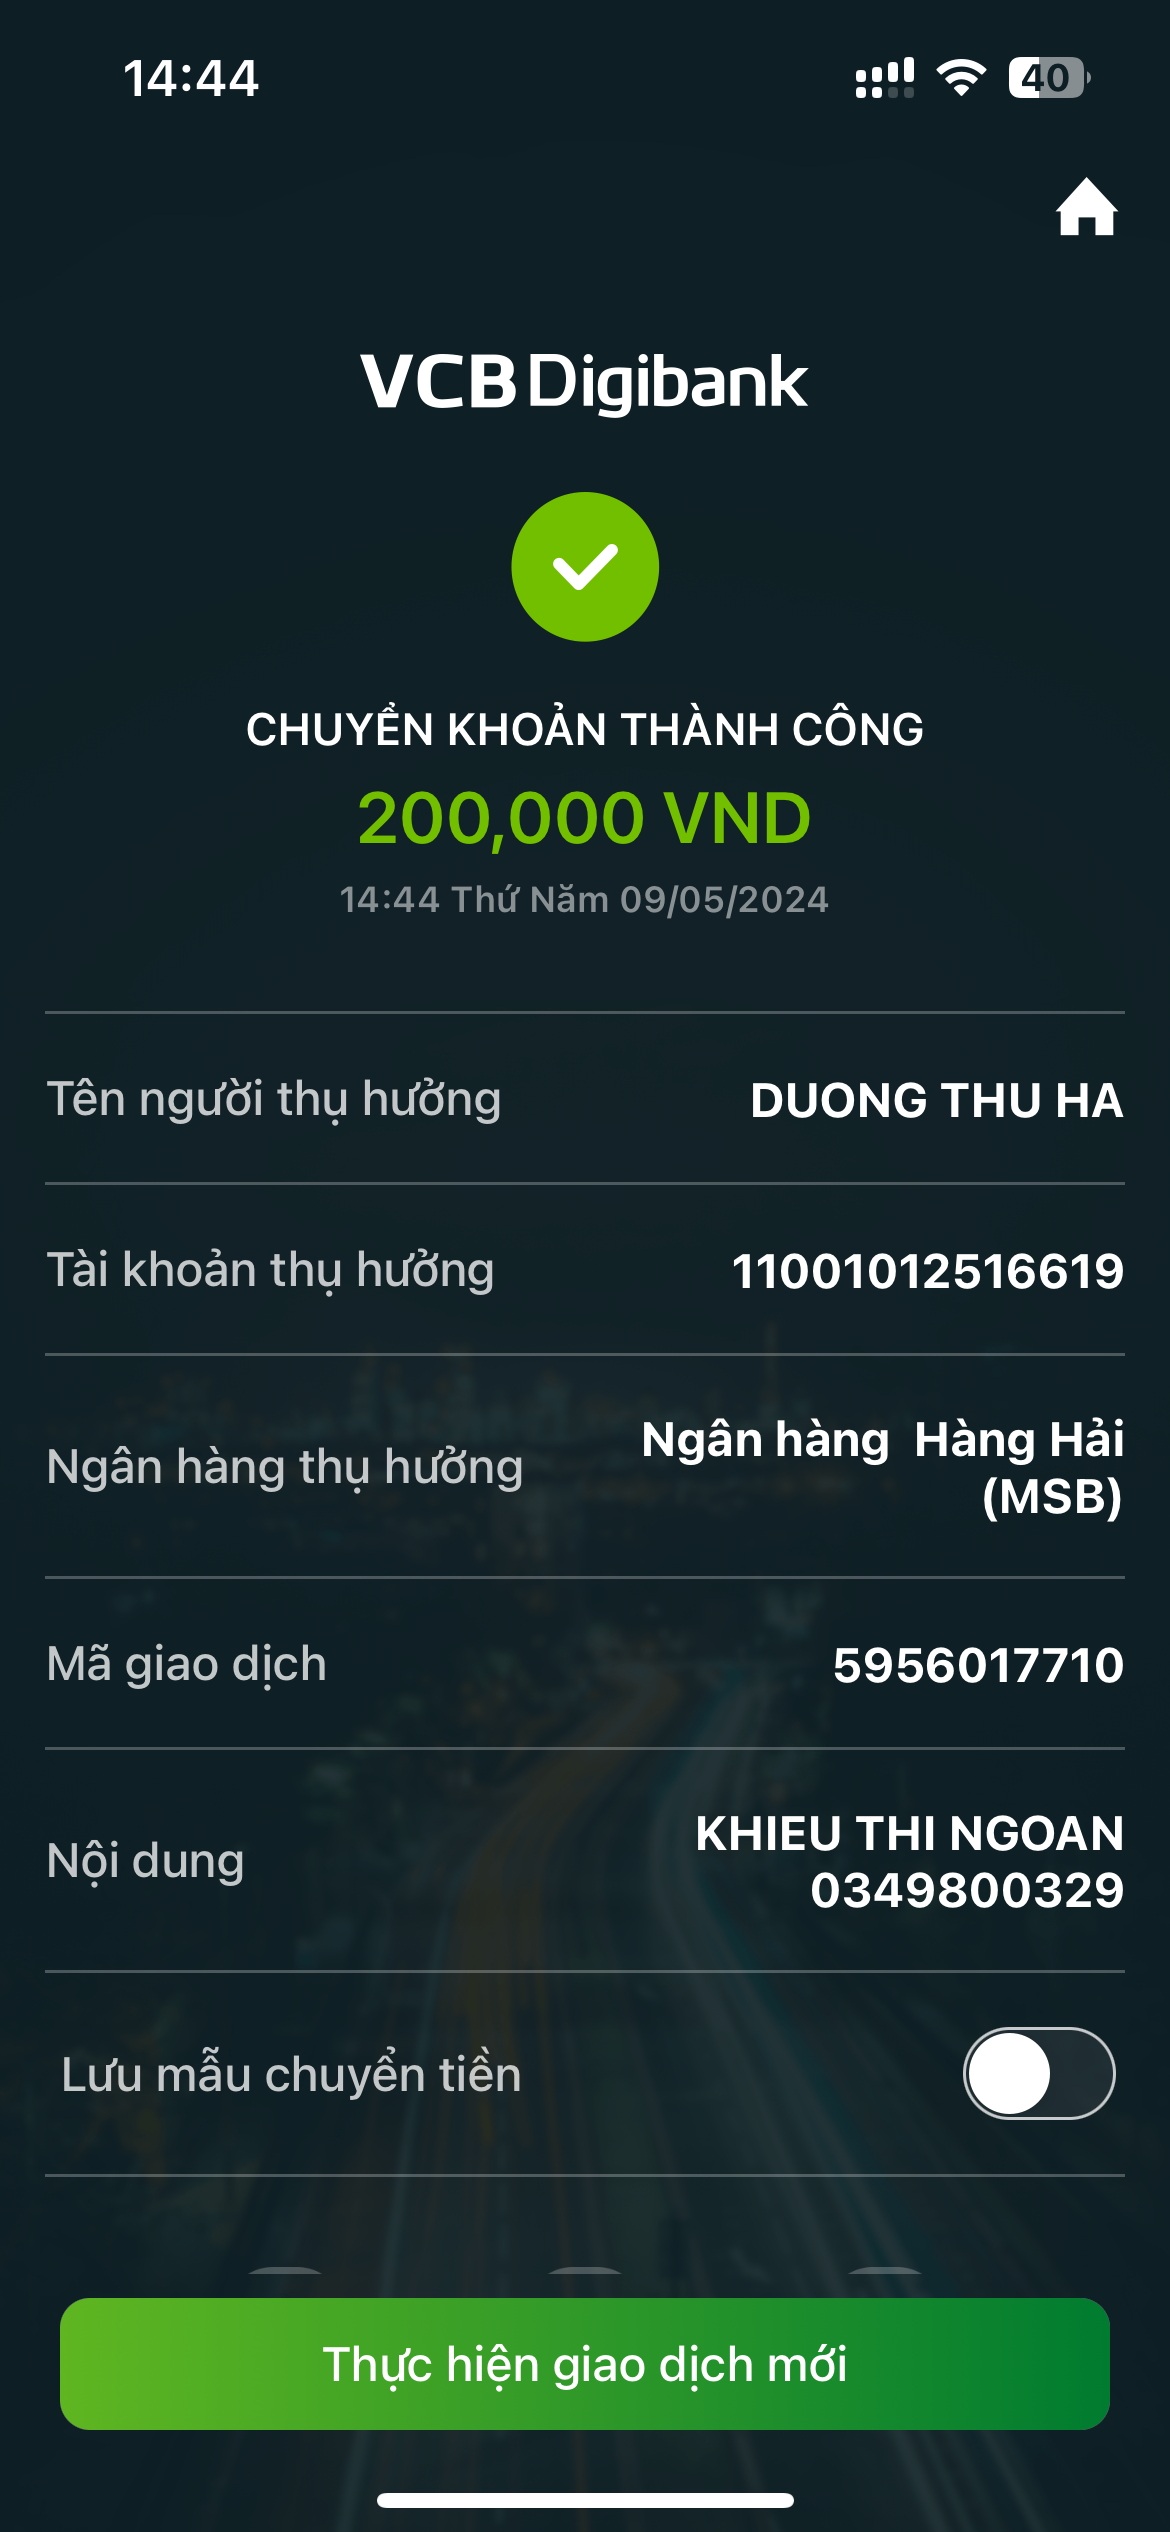 14:44
40
VCB Digibank
CHUYỂN KHOẢN THÀNH CÔNG
200,000 VND
14:44 Thứ Năm 09/05/2024
Tên người thụ hưởng DUONG THU HA
Tài khoản thụ hưởng 11001012516619
Ngân hàng thụ hưởng Ngân hàng  Hàng Hải
(MSB)
Mã giao dịch 5956017710
Nội dung KHIEU THI NGOAN
0349800329
Lưu mẫu chuyển tiền
Thực hiện giao dịch mới